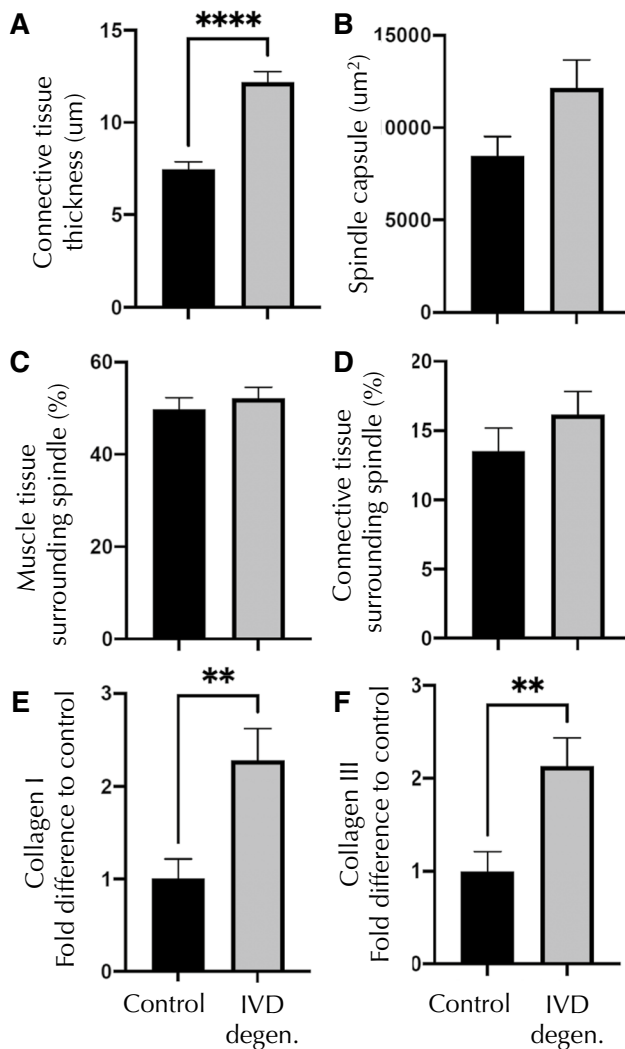 A
****
Connective tissue
thickness (um)
15
10
5
0
B
Spindle capsule (um²)
15000
0000
5000
0
C
Muscle tissue
surrounding spindle (%)
60
40
20
0
D
Connective tissue
surrounding spindle (%)
20
15
10
5
0
E
**
Collagen I
Fold difference to control
3
2
1
0
Control
IVD
degen.
F
**
Collagen III
Fold difference to control
3
2
1
0
Control
IVD
degen.